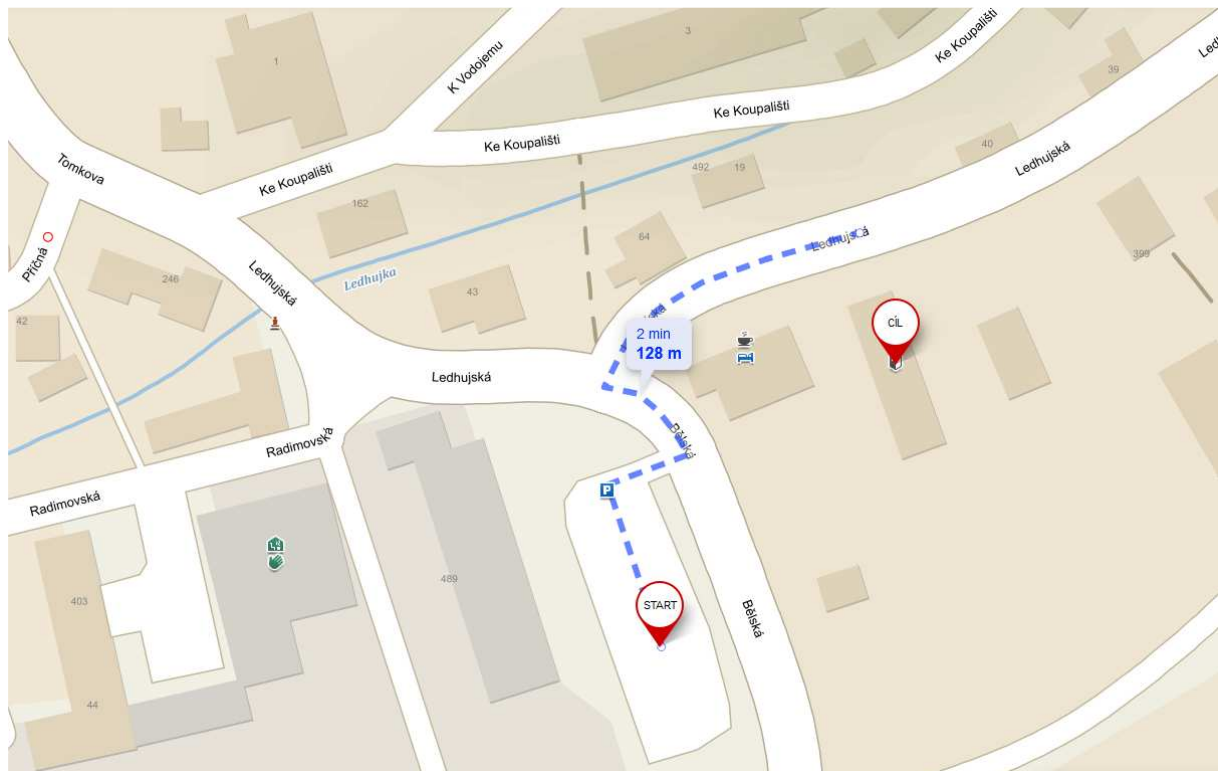 3
1
K Vodojemu
Ke Koupališti
Ke Koupališti
Ke Koupališti
Ke Koupališti
39
Tomkova
40
Ledhujská
492
19
162
Příčná
64
Ledhujská
246
Ledhujská
Ledhujka
399
43
42
CÍL
2 min
128 m
Ledhujská
Bělská
Radimovská
Radimovská
P
489
403
START
Bělská
44